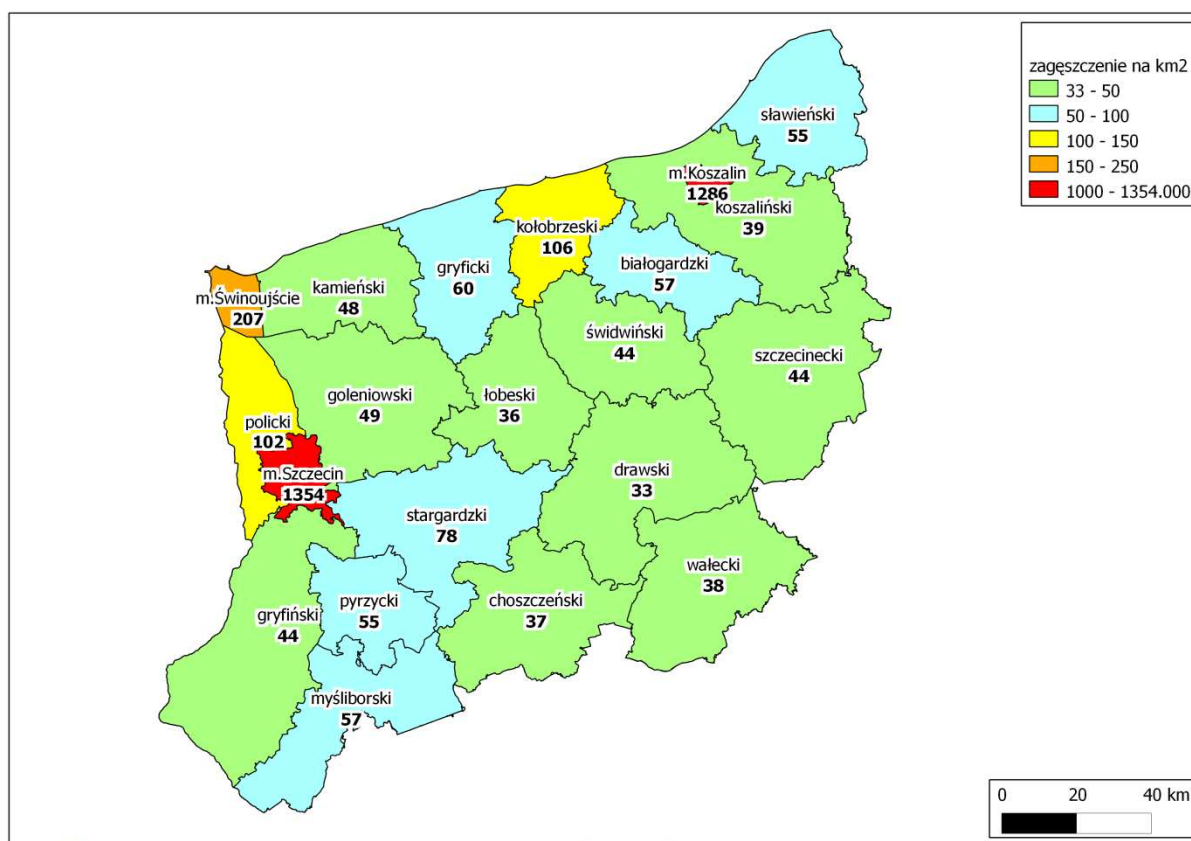 zagęszczenie na km2
33 - 50
50 - 100
100 - 150
150 - 250
1000 - 1354.000
sławieński
55
m.Koszalin
1286
koszaliński
39
kołobrzeski
106
białogardzki
57
gryficki
60
kamieński
48
m.Świnoujście
207
świdwiński
44
szczecinecki
44
goleniowski
49
łobeski
36
policki
102
m.Szczecin
1354
drawski
33
stargardzki
78
wałecki
38
choszczeński
37
pyrzycki
55
gryfiński
44
myśliborski
57
0 20 40 km